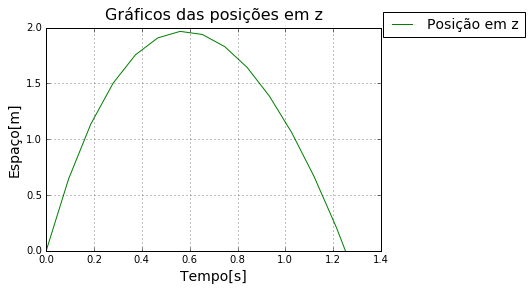 Gráficos das posições em z
Posição em z
Espaço[m]
2.0
1.5
1.0
0.5
0.0
0.0 0.2 0.4 0.6 0.8 1.0 1.2 1.4
Tempo[s]